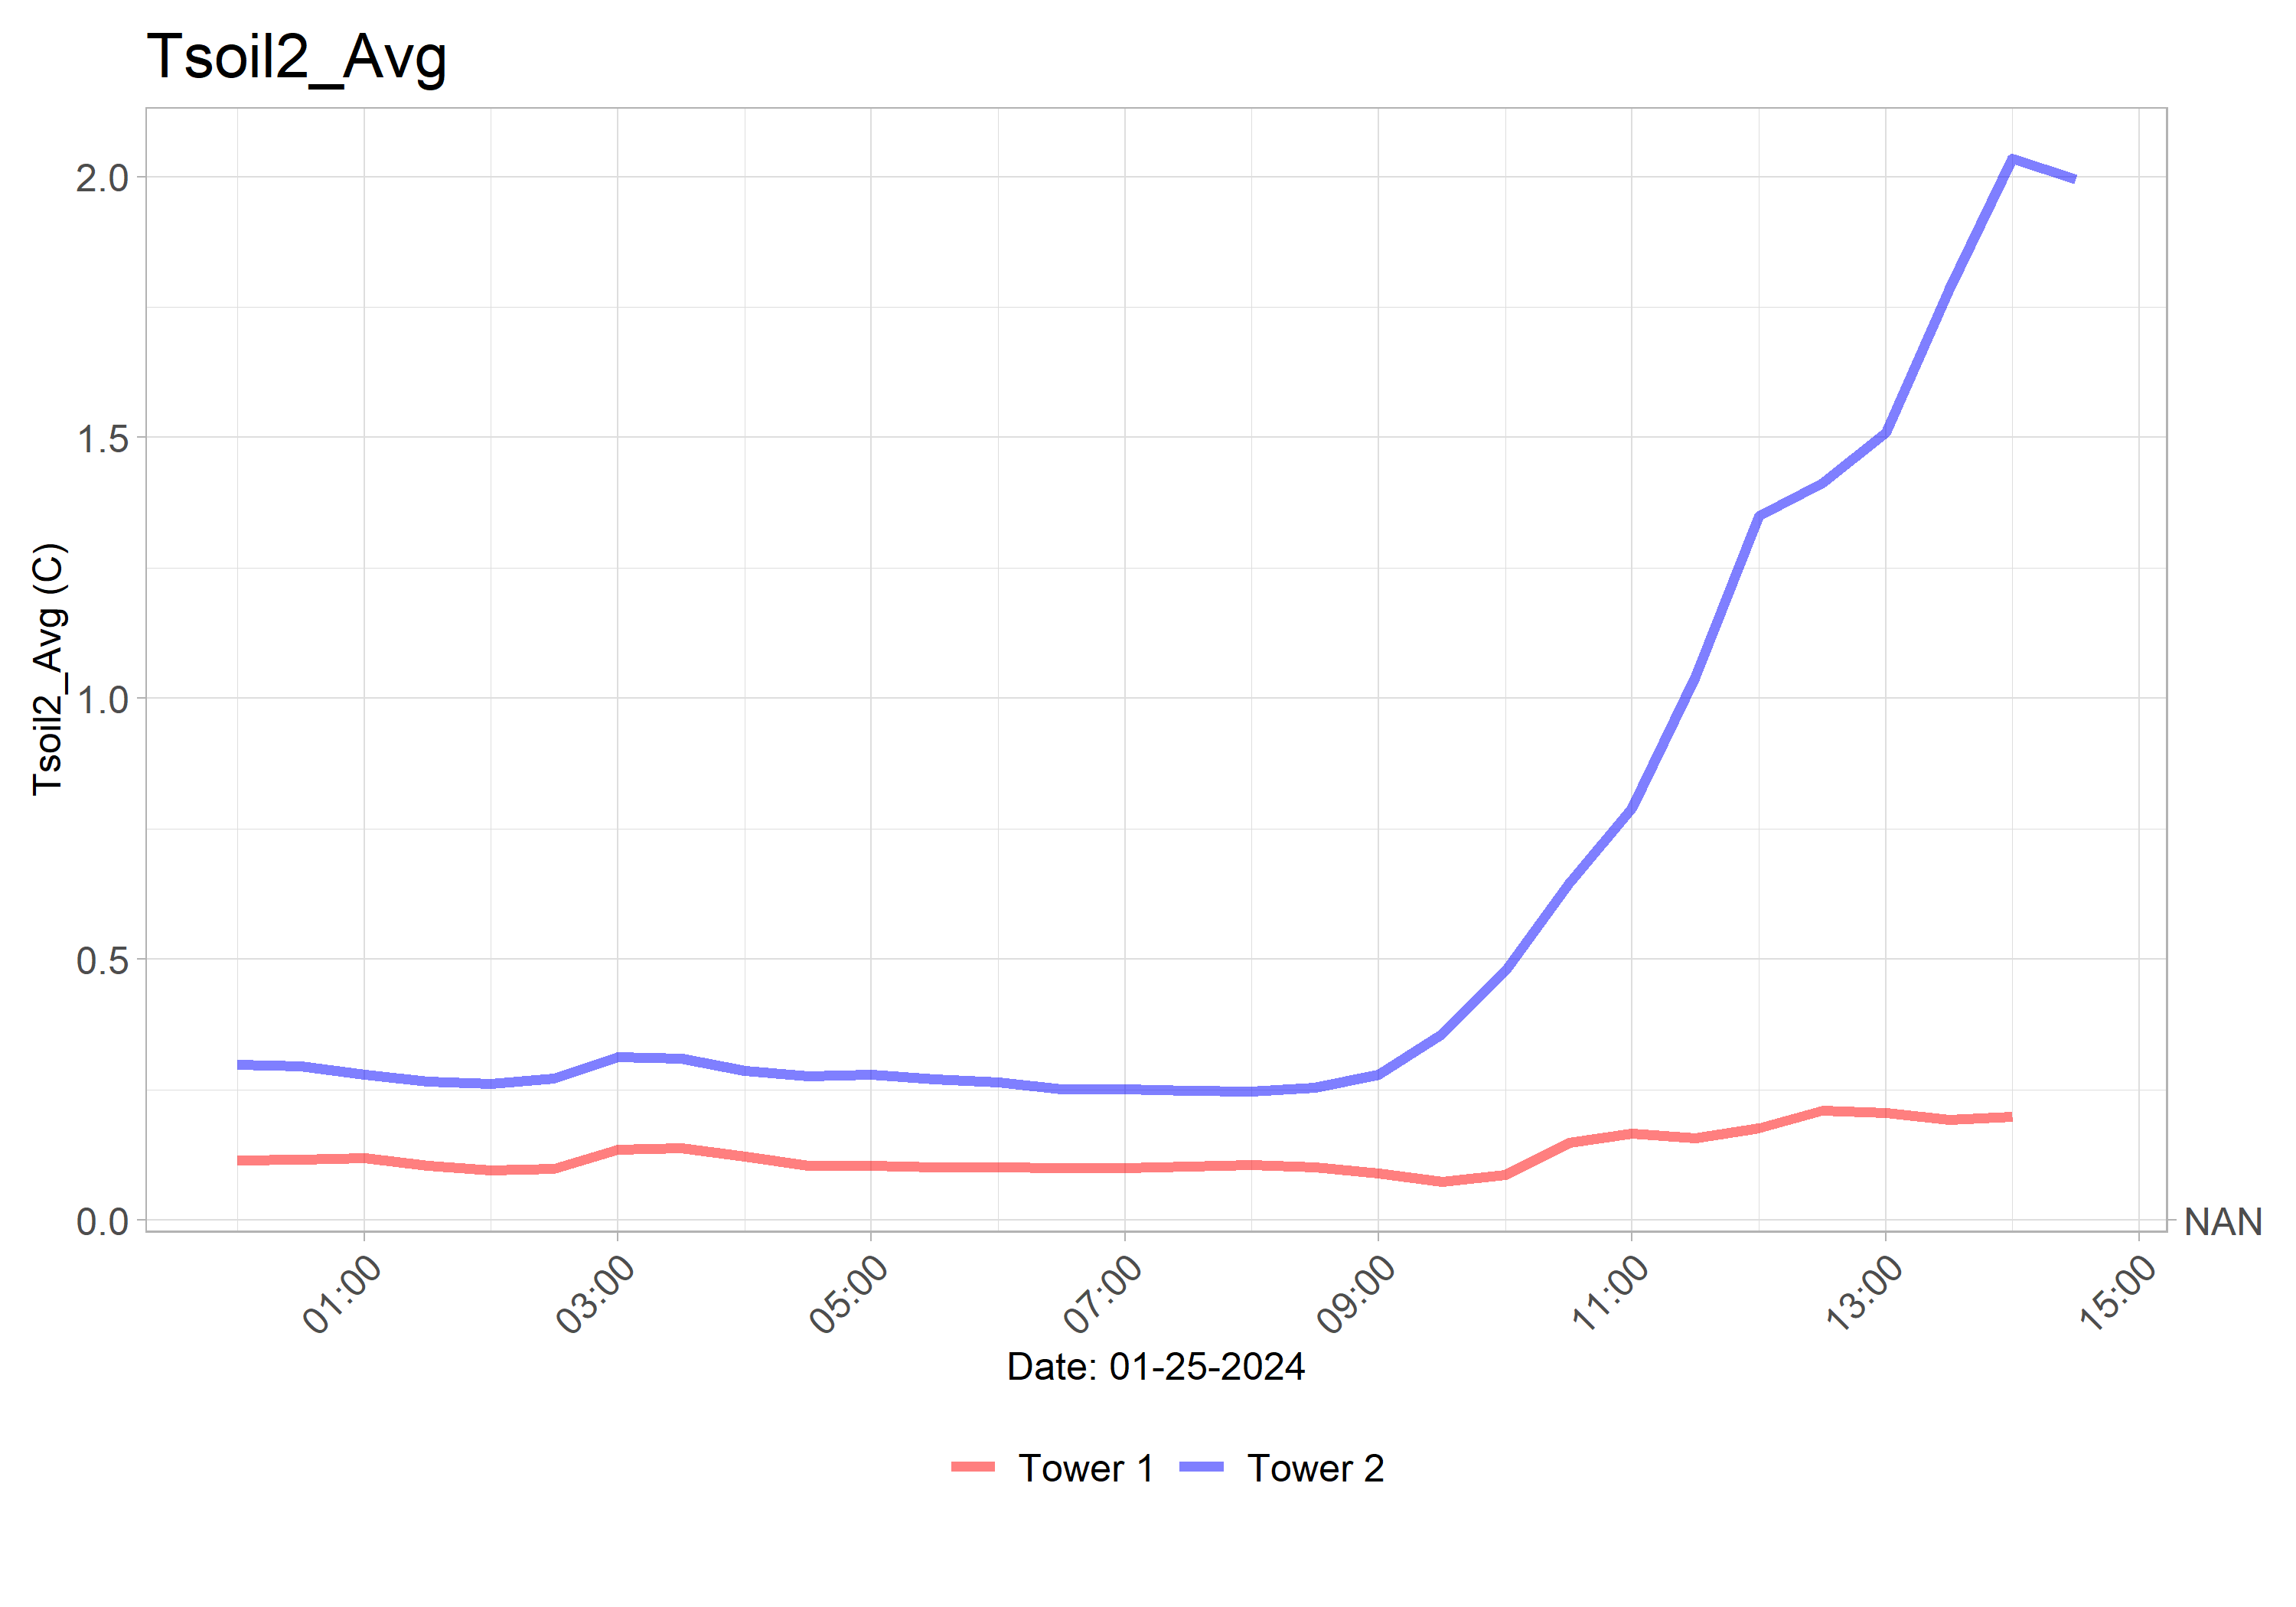 Tsoil2_Avg
Tsoil2_Avg (C)
2.0
1.5
1.0
0.5
0.0
NAN
01:00 03:00 05:00 07:00 09:00 11:00 13:00 15:00
Date: 01-25-2024
Tower 1 Tower 2